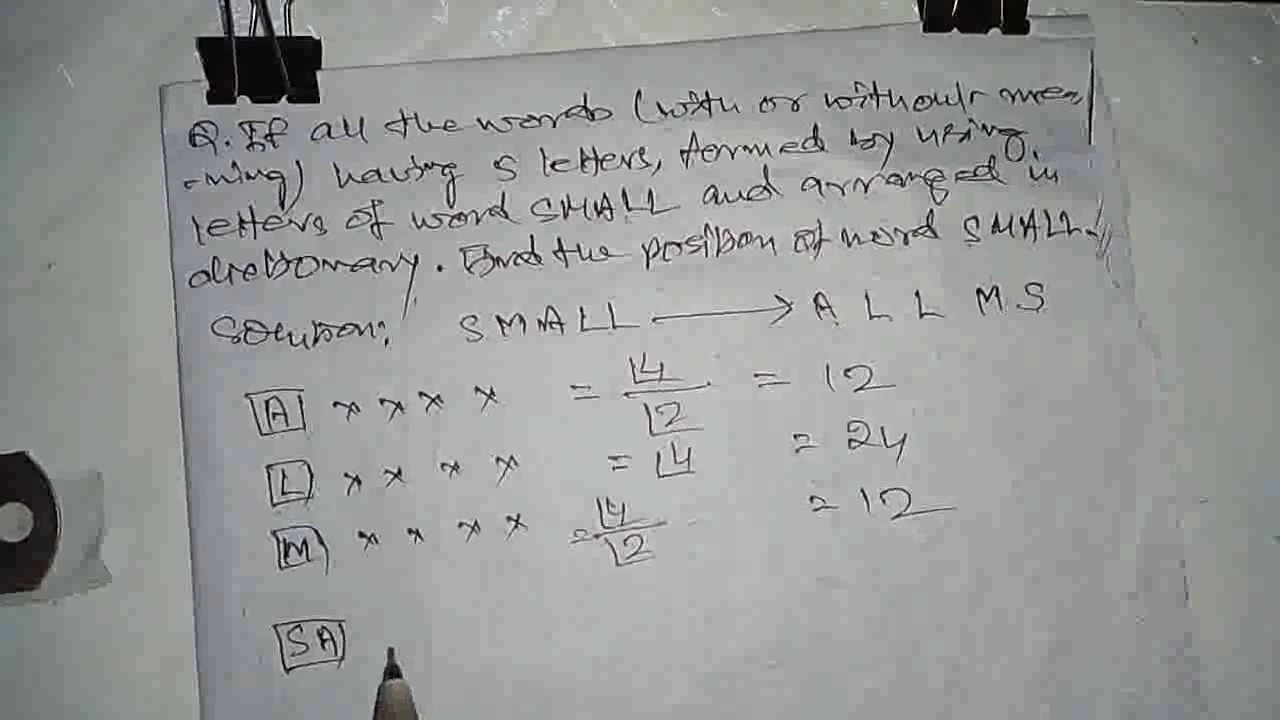 Q. If all the words (with or without mea
-ning) having 5 letters, formed by using
letters of word SMALL and arranged in
dictionary. Find the position of word SMALL.
Solution: SMALL → A L L M S
A × × × × = ⌊4 / ⌊2 = 12
L × × × × = ⌊4 = 24
M × × × × = ⌊4 / ⌊2 = 12
SA